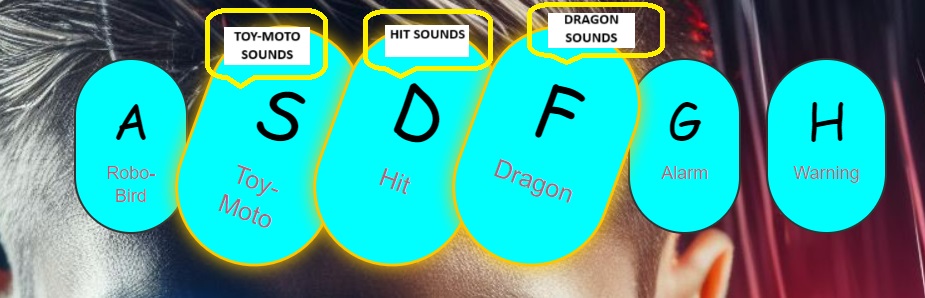 TOY-MOTO
SOUNDS
HIT SOUNDS
DRAGON
SOUNDS
A
Robo-
Bird
S
Toy-
Moto
D
Hit
F
Dragon
G
Alarm
H
Warning